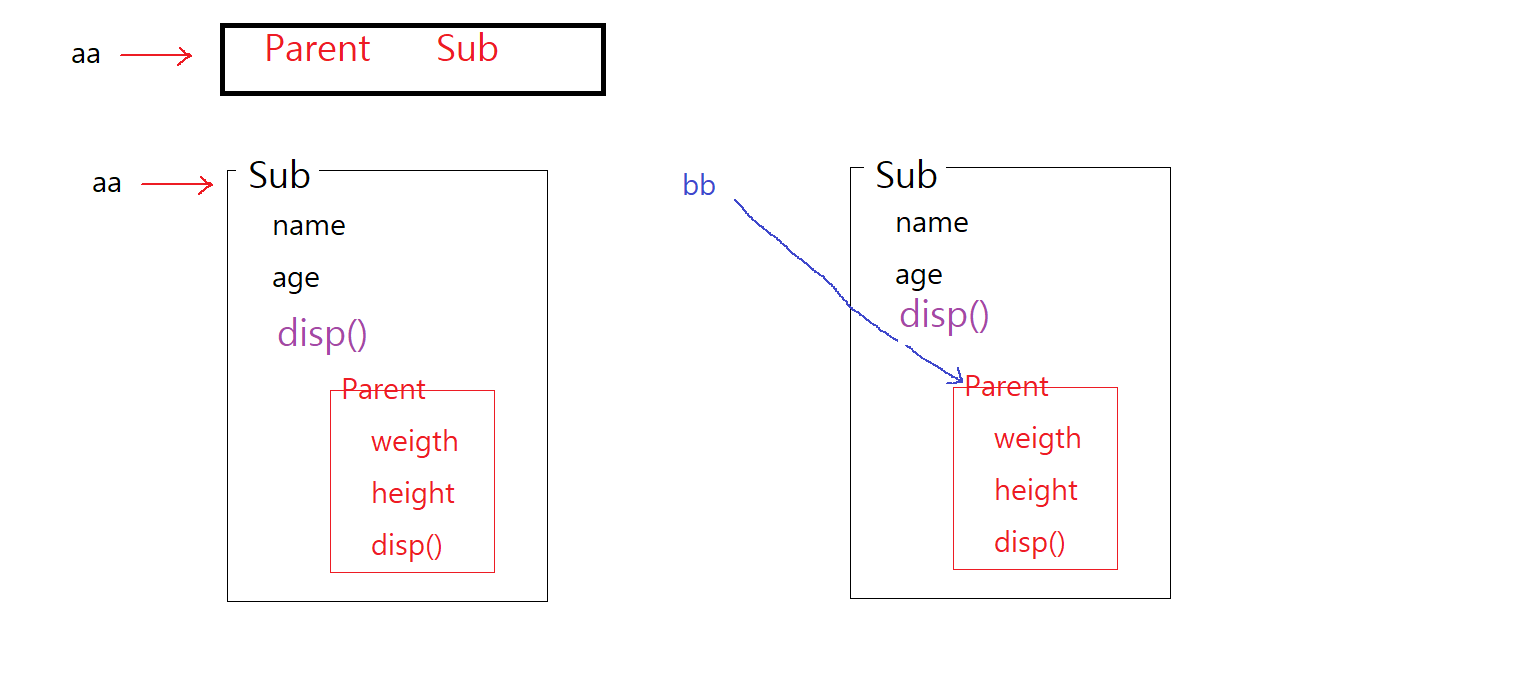 aa Parent Sub
aa Sub
name
age
disp()
Parent
weigth
height
disp()
bb Sub
name
age
disp()
Parent
weigth
height
disp()